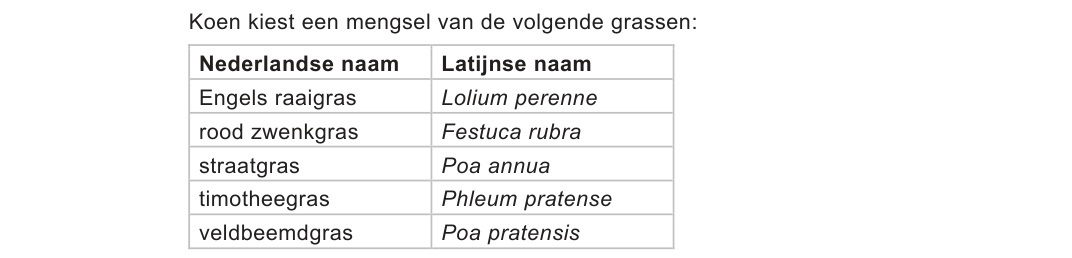 Koen kiest een mengsel van de volgende grassen:
Nederlandse naam Latijnse naam
Engels raaigras Lolium perenne
rood zwenkgras Festuca rubra
straatgras Poa annua
timotheegras Phleum pratense
veldbeemdgras Poa pratensis